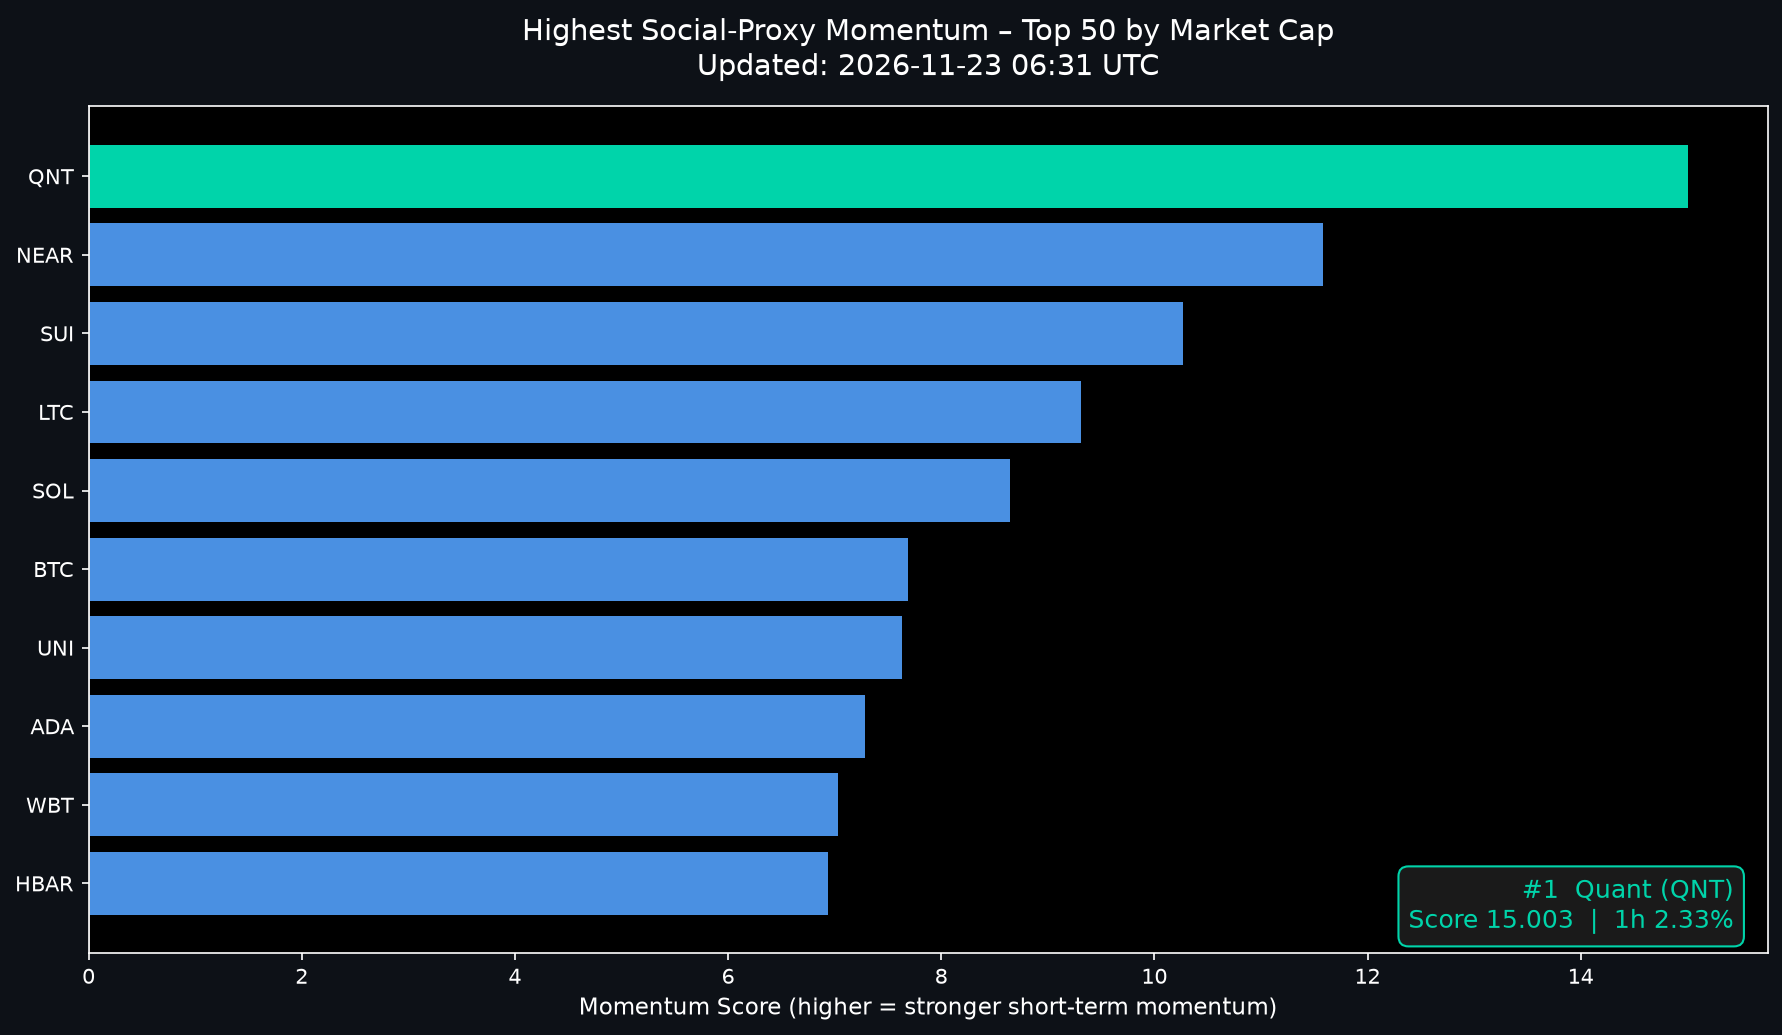 Highest Social-Proxy Momentum – Top 50 by Market Cap
Updated: 2026-11-23 06:31 UTC
QNT
NEAR
SUI
LTC
SOL
BTC
UNI
ADA
WBT
HBAR
#1  Quant (QNT)
Score 15.003  |  1h 2.33%
0 2 4 6 8 10 12 14
Momentum Score (higher = stronger short-term momentum)